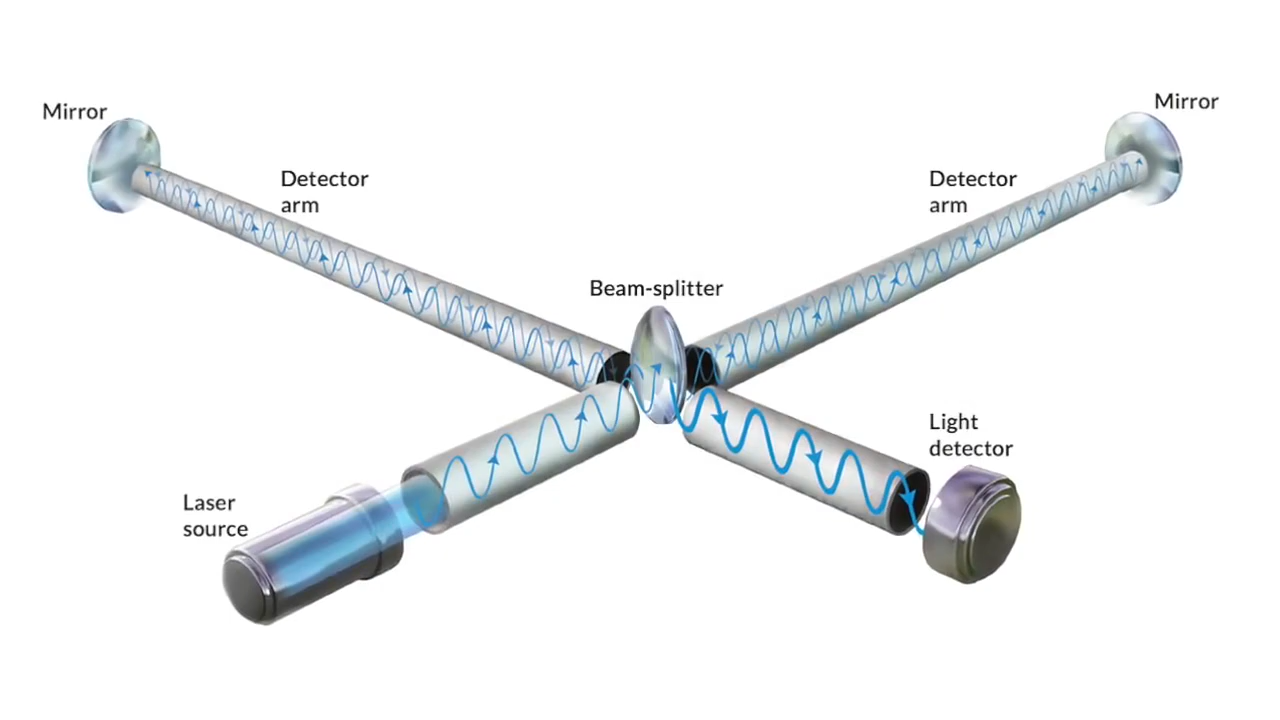 Mirror
Mirror
Detector
arm
Detector
arm
Beam-splitter
Light
detector
Laser
source